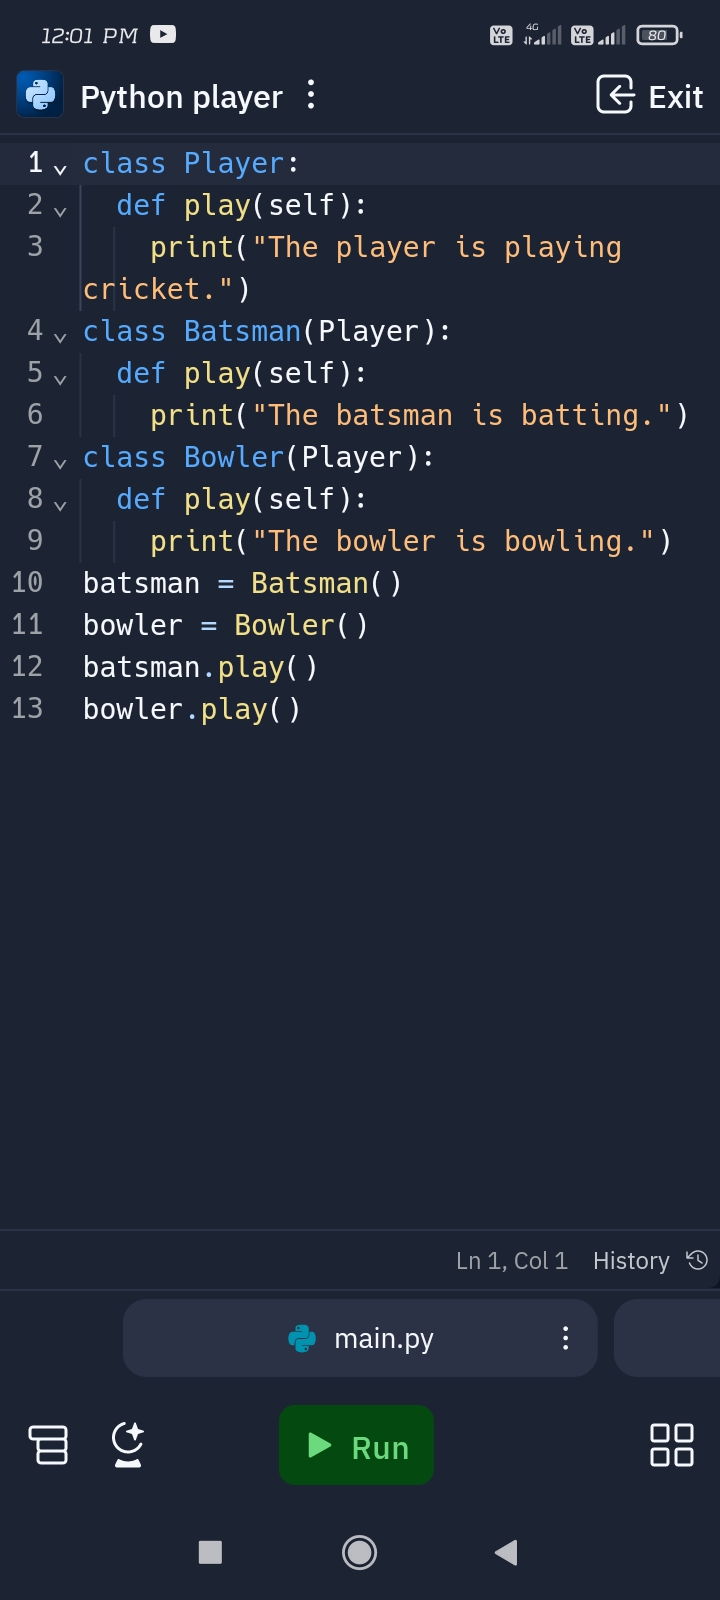 12:01 PM Vo LTE 4G Vo LTE 80
Python player Exit
1 class Player:
2 def play(self):
3 print("The player is playing
cricket.")
4 class Batsman(Player):
5 def play(self):
6 print("The batsman is batting.")
7 class Bowler(Player):
8 def play(self):
9 print("The bowler is bowling.")
10 batsman = Batsman()
11 bowler = Bowler()
12 batsman.play()
13 bowler.play()
Ln 1, Col 1 History
main.py
Run